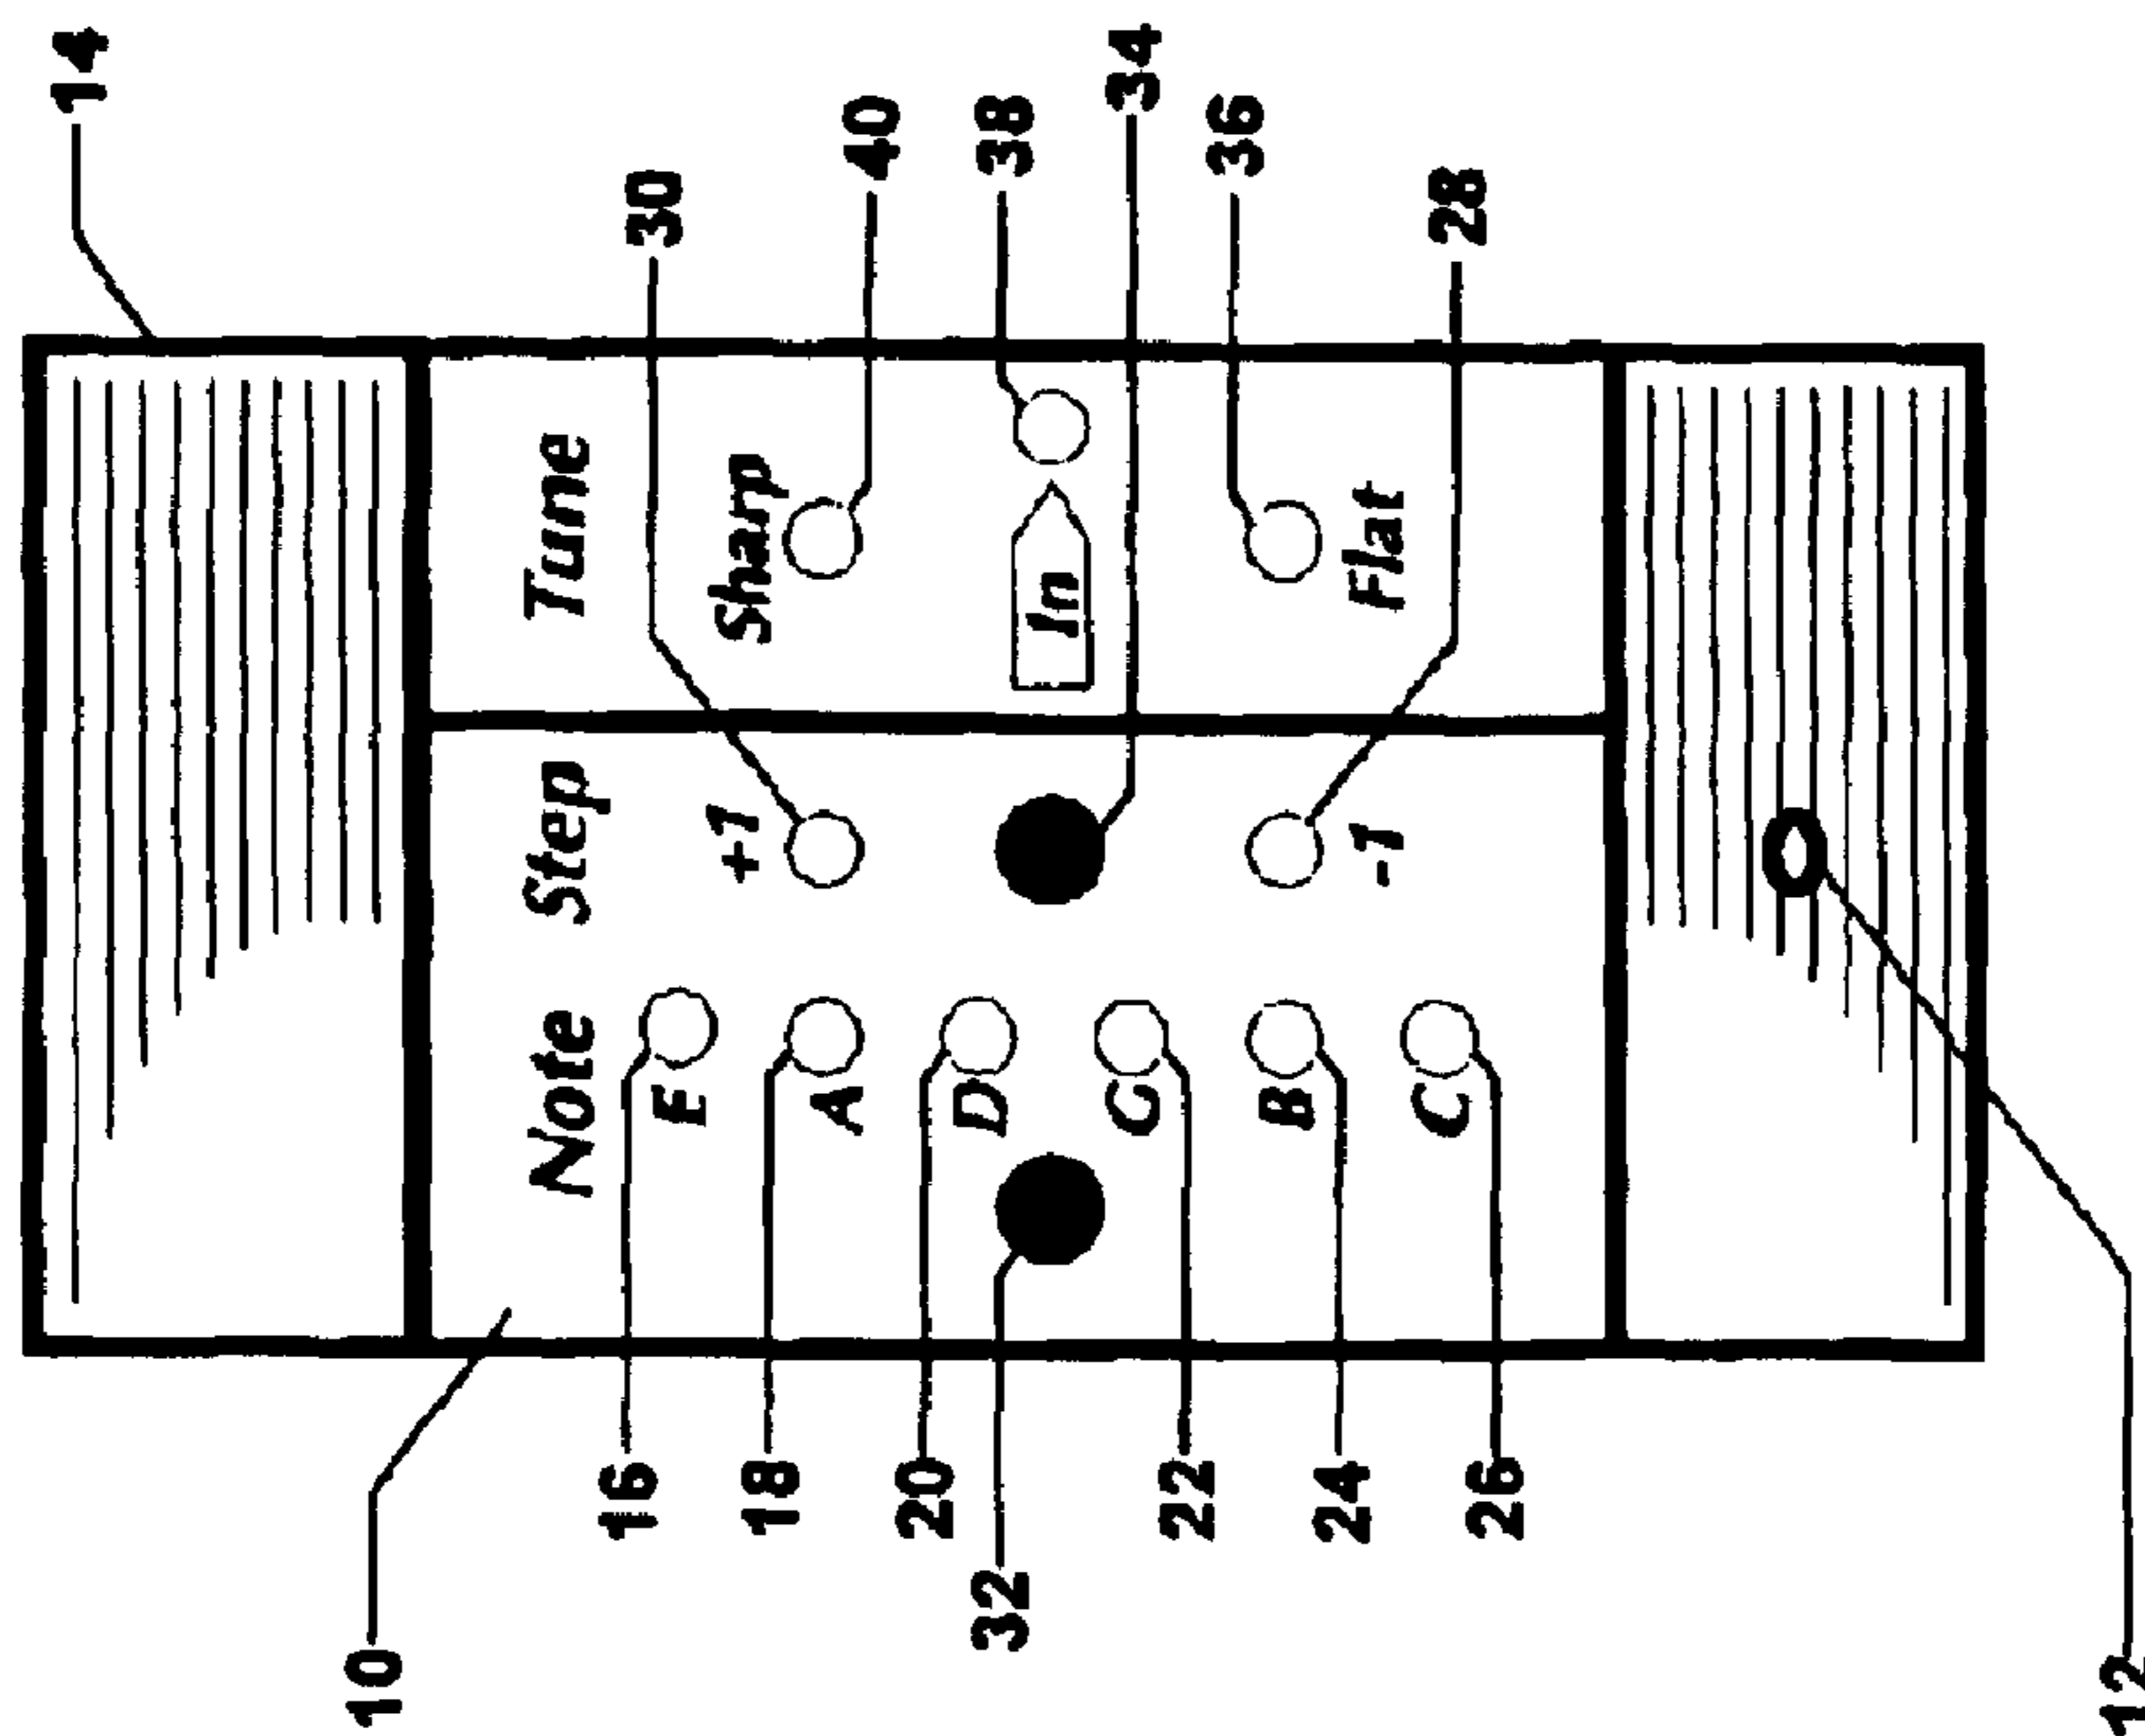 14
10
Note Step Tune
16 E 30
+1 Sharp
18 A 40
20 D
32 In 38
G 34
22 36
B
24 -1 Flat
C 28
26
12